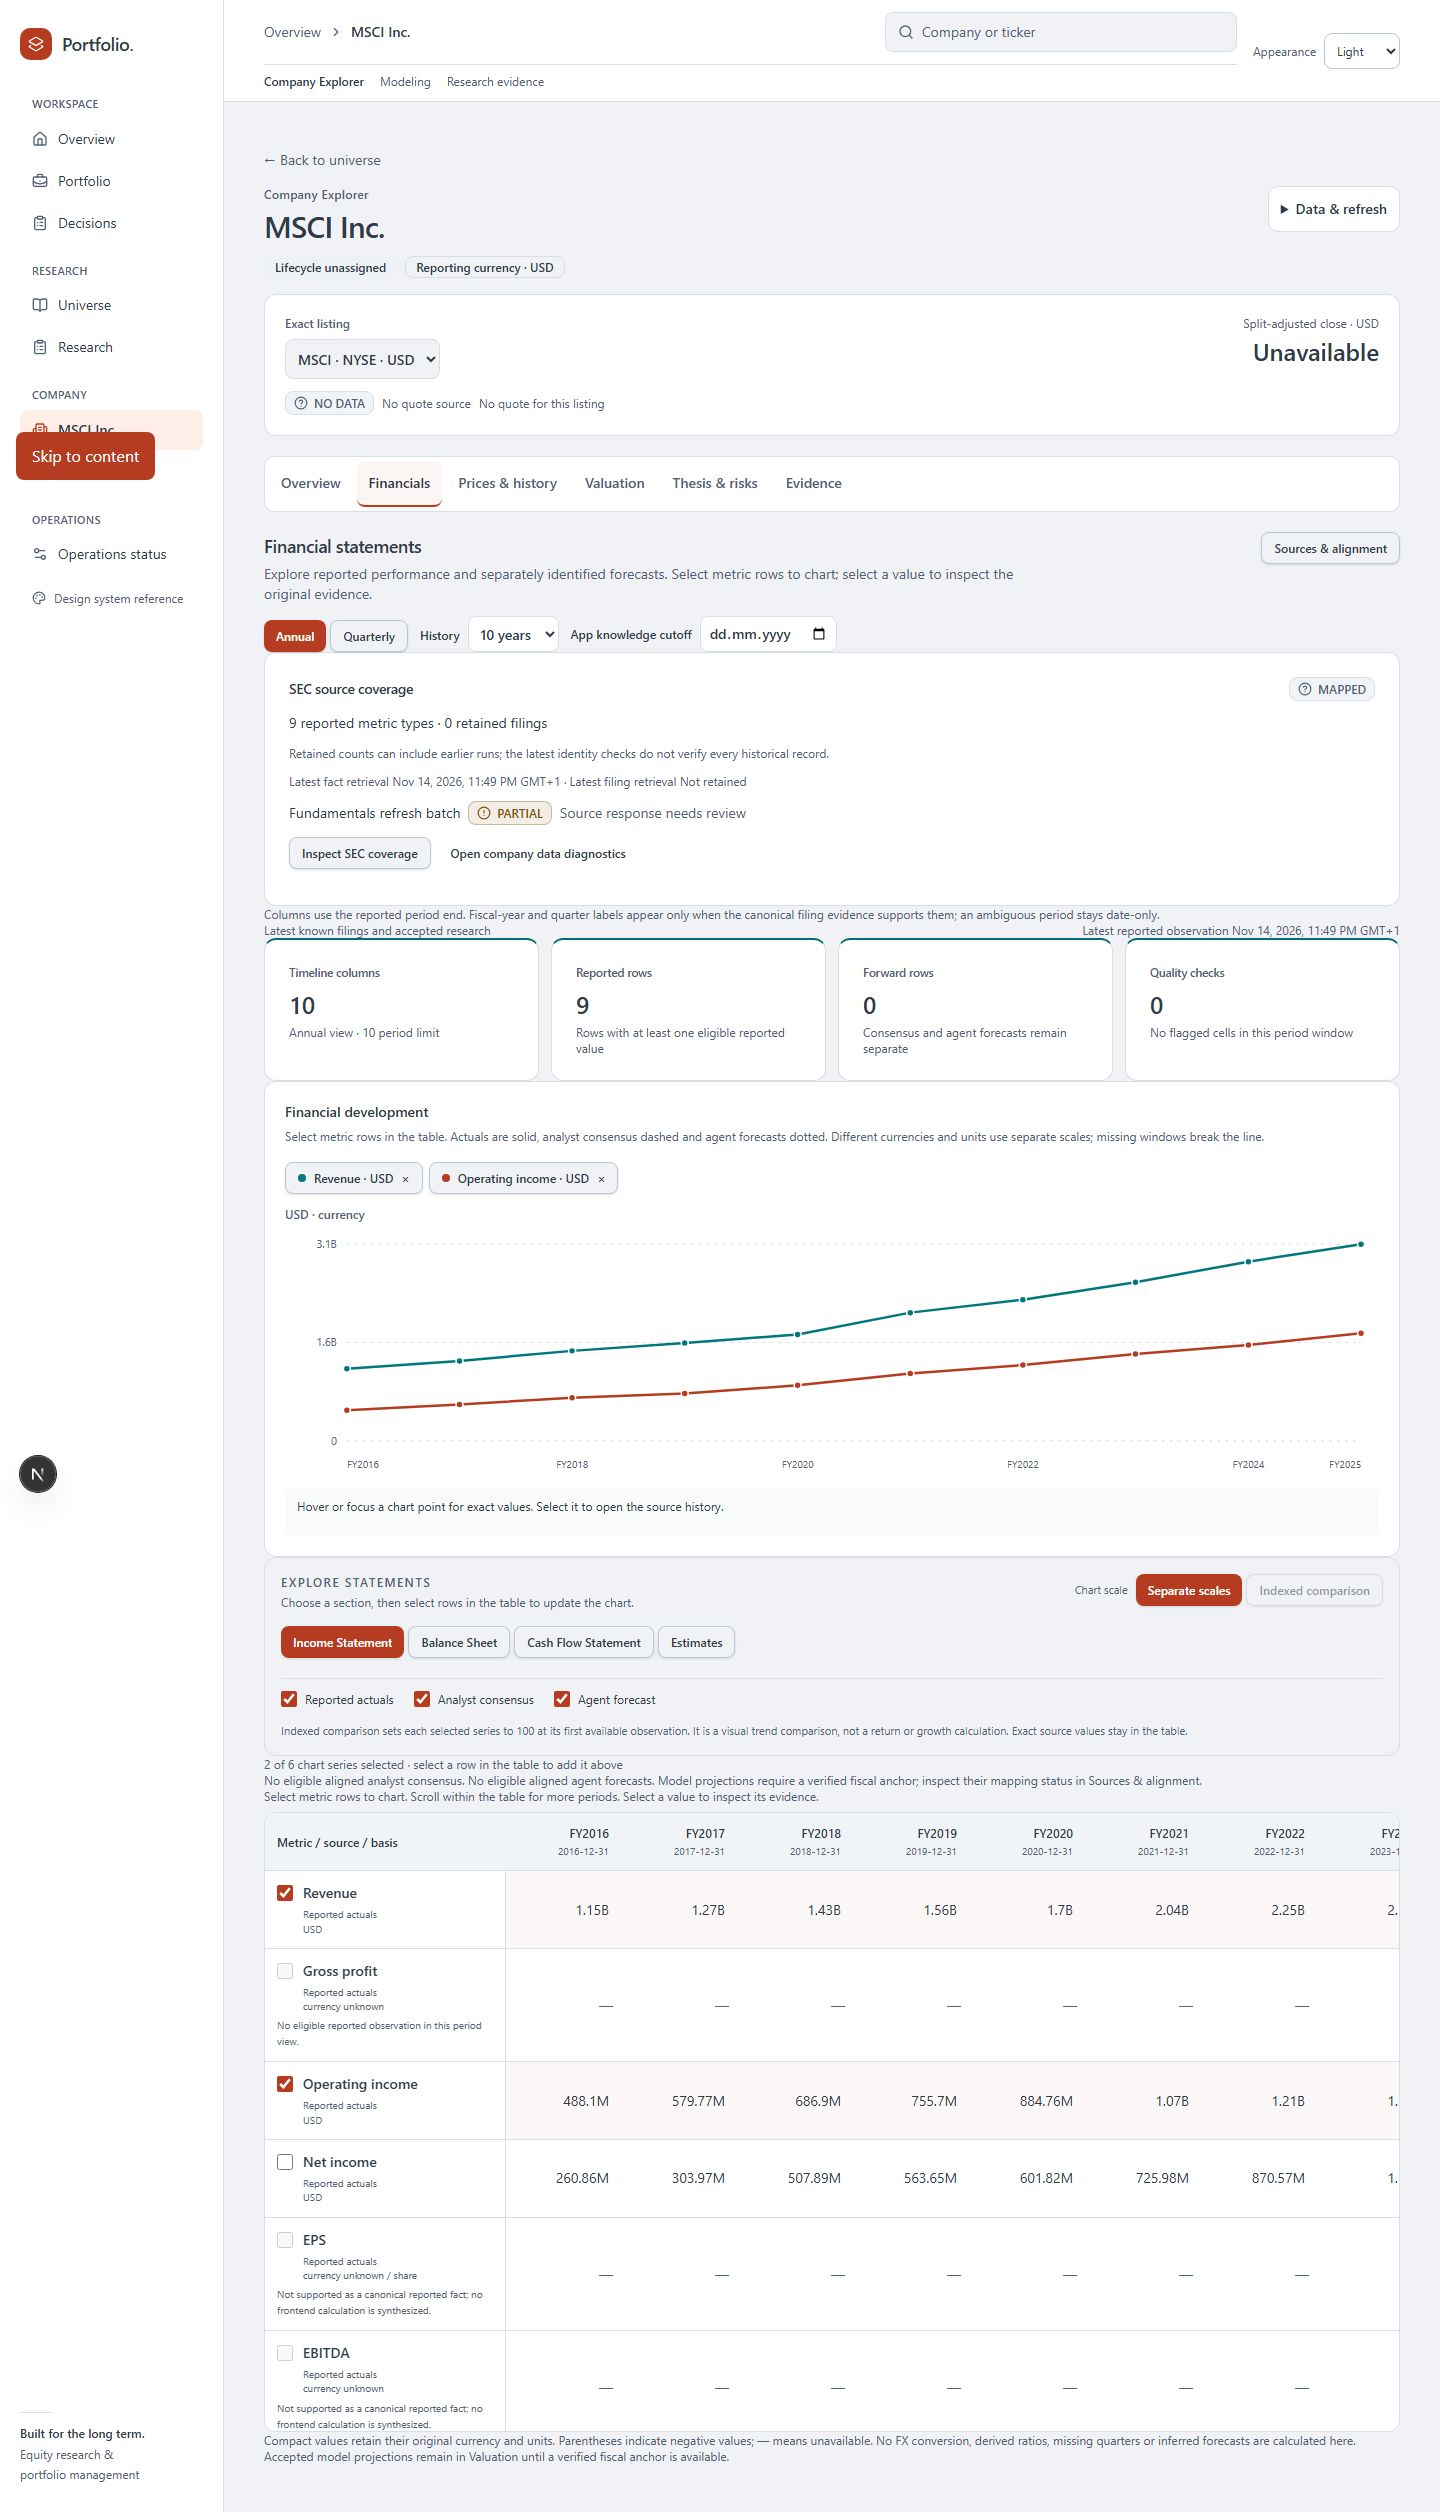 Portfolio.
WORKSPACE
Overview
Portfolio
Decisions
RESEARCH
Universe
Research
COMPANY
MSCI Inc.
Skip to content
OPERATIONS
Operations status
Design system reference
Built for the long term.
Equity research &
portfolio management
Overview > MSCI Inc.
Company or ticker
Appearance Light
Company Explorer Modeling Research evidence
← Back to universe
Company Explorer
MSCI Inc.
Data & refresh
Lifecycle unassigned Reporting currency · USD
Exact listing
MSCI · NYSE · USD
Split-adjusted close · USD
Unavailable
NO DATA No quote source No quote for this listing
Overview Financials Prices & history Valuation Thesis & risks Evidence
Financial statements
Sources & alignment
Explore reported performance and separately identified forecasts. Select metric rows to chart; select a value to inspect the
original evidence.
Annual Quarterly History 10 years App knowledge cutoff dd.mm.yyyy
SEC source coverage
MAPPED
9 reported metric types · 0 retained filings
Retained counts can include earlier runs; the latest identity checks do not verify every historical record.
Latest fact retrieval Nov 14, 2026, 11:49 PM GMT+1 · Latest filing retrieval Not retained
Fundamentals refresh batch PARTIAL Source response needs review
Inspect SEC coverage Open company data diagnostics
Columns use the reported period end. Fiscal-year and quarter labels appear only when the canonical filing evidence supports them; an ambiguous period stays date-only.
Latest known filings and accepted research Latest reported observation Nov 14, 2026, 11:49 PM GMT+1
Timeline columns
10
Annual view · 10 period limit
Reported rows
9
Rows with at least one eligible reported
value
Forward rows
0
Consensus and agent forecasts remain
separate
Quality checks
0
No flagged cells in this period window
Financial development
Select metric rows in the table. Actuals are solid, analyst consensus dashed and agent forecasts dotted. Different currencies and units use separate scales; missing windows break the line.
Revenue · USD × Operating income · USD ×
USD · currency
3.1B
1.6B
0
FY2016 FY2018 FY2020 FY2022 FY2024 FY2025
Hover or focus a chart point for exact values. Select it to open the source history.
EXPLORE STATEMENTS
Choose a section, then select rows in the table to update the chart.
Chart scale Separate scales Indexed comparison
Income Statement Balance Sheet Cash Flow Statement Estimates
Reported actuals Analyst consensus Agent forecast
Indexed comparison sets each selected series to 100 at its first available observation. It is a visual trend comparison, not a return or growth calculation. Exact source values stay in the table.
2 of 6 chart series selected · select a row in the table to add it above
No eligible aligned analyst consensus. No eligible aligned agent forecasts. Model projections require a verified fiscal anchor; inspect their mapping status in Sources & alignment.
Select metric rows to chart. Scroll within the table for more periods. Select a value to inspect its evidence.
Metric / source / basis
FY2016 FY2017 FY2018 FY2019 FY2020 FY2021 FY2022 FY2
2016-12-31 2017-12-31 2018-12-31 2019-12-31 2020-12-31 2021-12-31 2022-12-31 2023-1
Revenue
Reported actuals
USD
1.15B 1.27B 1.43B 1.56B 1.7B 2.04B 2.25B 2.
Gross profit
Reported actuals
currency unknown
No eligible reported observation in this period
view.
— — — — — — —
Operating income
Reported actuals
USD
488.1M 579.77M 686.9M 755.7M 884.76M 1.07B 1.21B 1.
Net income
Reported actuals
USD
260.86M 303.97M 507.89M 563.65M 601.82M 725.98M 870.57M 1.
EPS
Reported actuals
currency unknown / share
Not supported as a canonical reported fact; no
frontend calculation is synthesized.
— — — — — — —
EBITDA
Reported actuals
currency unknown
Not supported as a canonical reported fact; no
frontend calculation is synthesized.
— — — — — — —
Compact values retain their original currency and units. Parentheses indicate negative values; — means unavailable. No FX conversion, derived ratios, missing quarters or inferred forecasts are calculated here.
Accepted model projections remain in Valuation until a verified fiscal anchor is available.